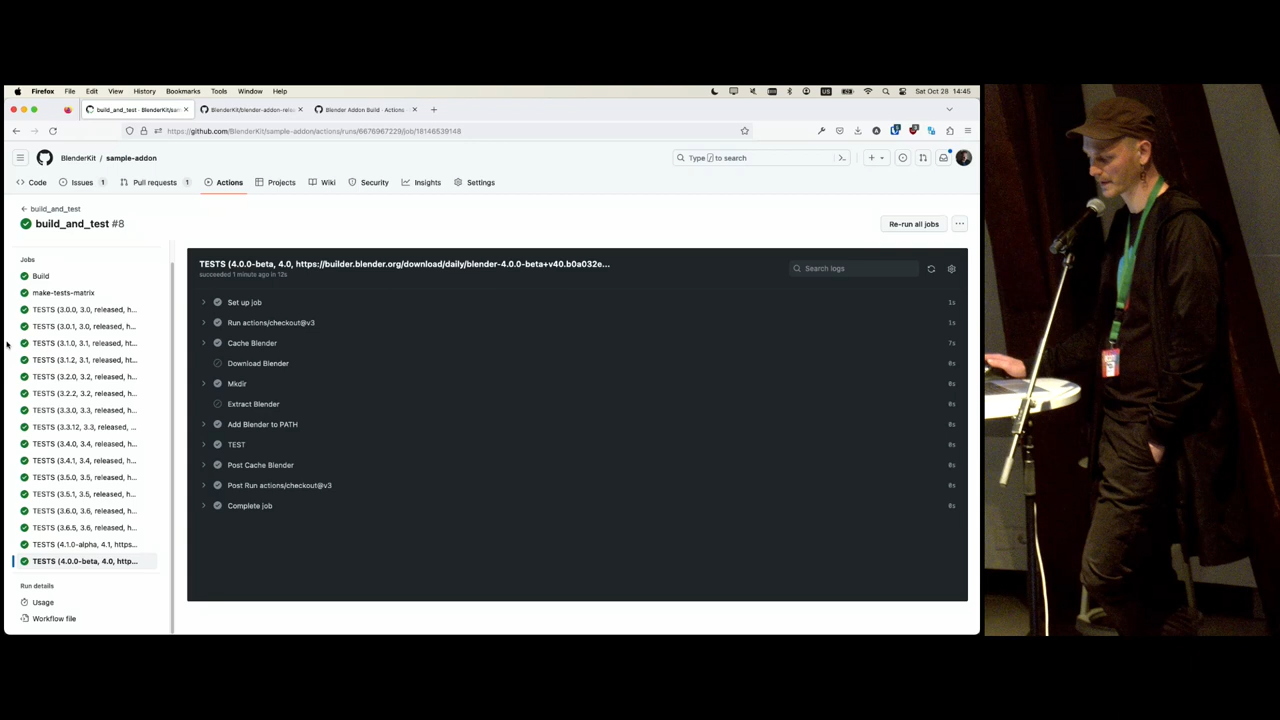 Firefox File Edit View History Bookmarks Tools Window Help US Sat Oct 28 14:45
build_and_test · BlenderKit/sam BlenderKit/blender-addon-rele Blender Addon Build · Actions
https://github.com/BlenderKit/sample-addon/actions/runs/6676967229/job/18146539148
BlenderKit / sample-addon Type / to search
Code Issues 1 Pull requests 1 Actions Projects Wiki Security Insights Settings
build_and_test
build_and_test #8 Re-run all jobs
Jobs
Build
make-tests-matrix
TESTS (3.0.0, 3.0, released, h...
TESTS (3.0.1, 3.0, released, h...
TESTS (3.1.0, 3.1, released, ht...
TESTS (3.1.2, 3.1, released, ht...
TESTS (3.2.0, 3.2, released, h...
TESTS (3.2.2, 3.2, released, h...
TESTS (3.3.0, 3.3, released, h...
TESTS (3.3.12, 3.3, released, ...
TESTS (3.4.0, 3.4, released, h...
TESTS (3.4.1, 3.4, released, h...
TESTS (3.5.0, 3.5, released, h...
TESTS (3.5.1, 3.5, released, h...
TESTS (3.6.0, 3.6, released, h...
TESTS (3.6.5, 3.6, released, h...
TESTS (4.1.0-alpha, 4.1, https...
TESTS (4.0.0-beta, 4.0, http...
Run details
Usage
Workflow file
TESTS (4.0.0-beta, 4.0, https://builder.blender.org/download/daily/blender-4.0.0-beta+v40.b0a032e...
succeeded 1 minute ago in 12s
Search logs
Set up job 1s
Run actions/checkout@v3 1s
Cache Blender 7s
Download Blender 0s
Mkdir 0s
Extract Blender 0s
Add Blender to PATH 0s
TEST 0s
Post Cache Blender 0s
Post Run actions/checkout@v3 0s
Complete job 0s